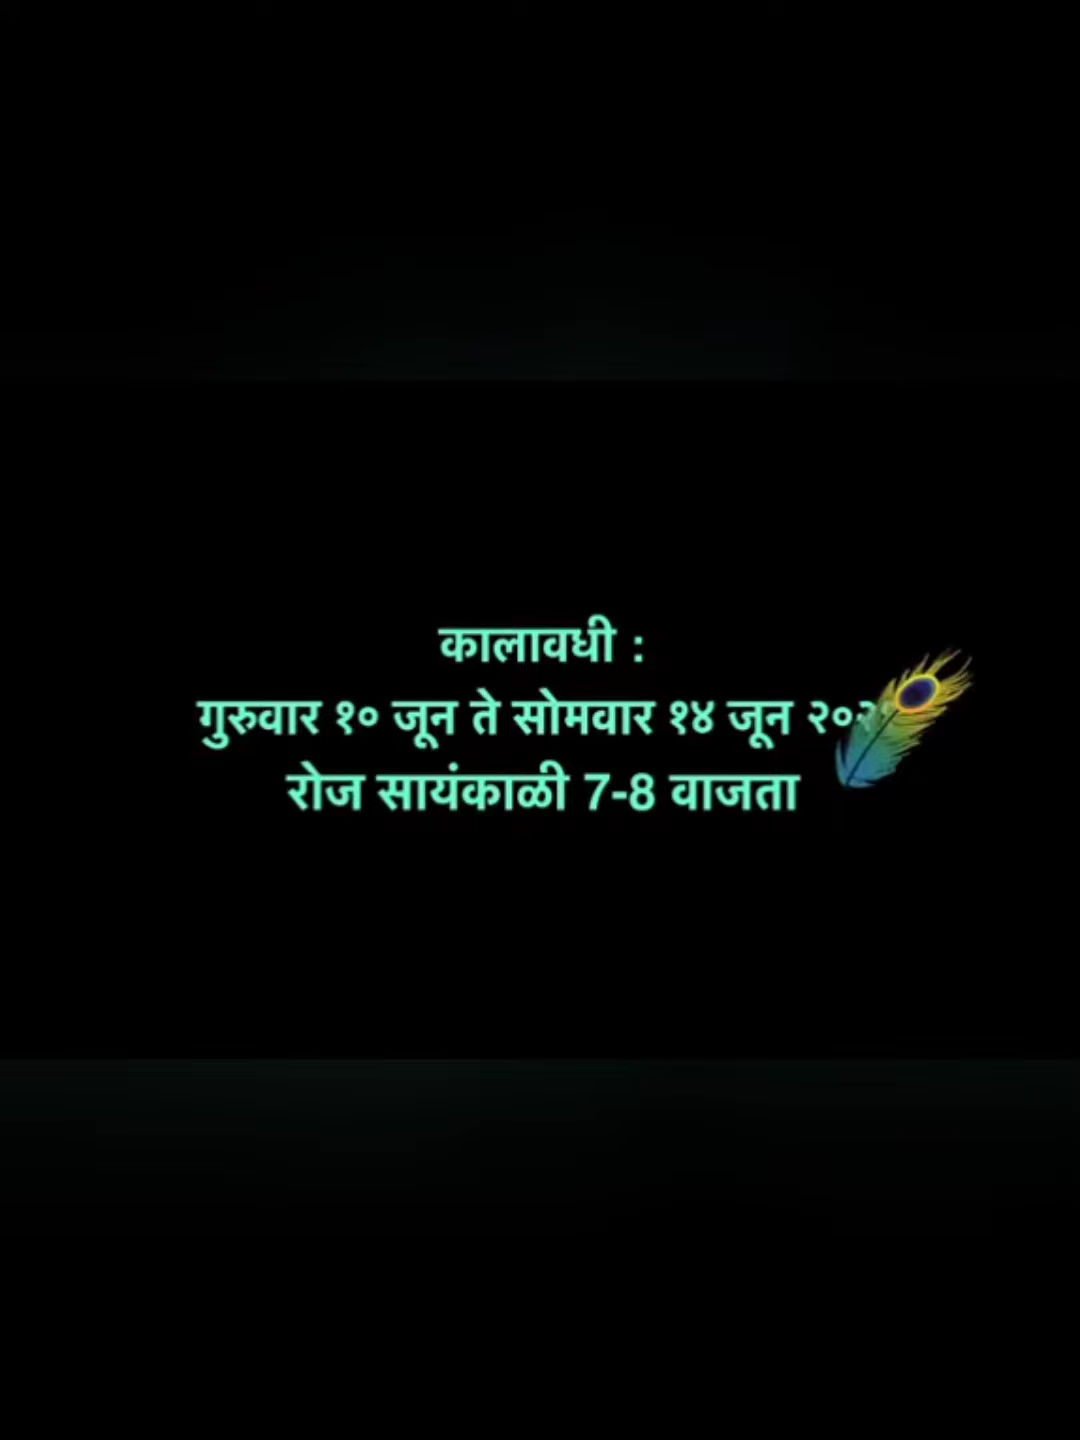 कालावधी :
गुरुवार १० जून ते सोमवार १४ जून
रोज सायंकाळी 7-8 वाजता